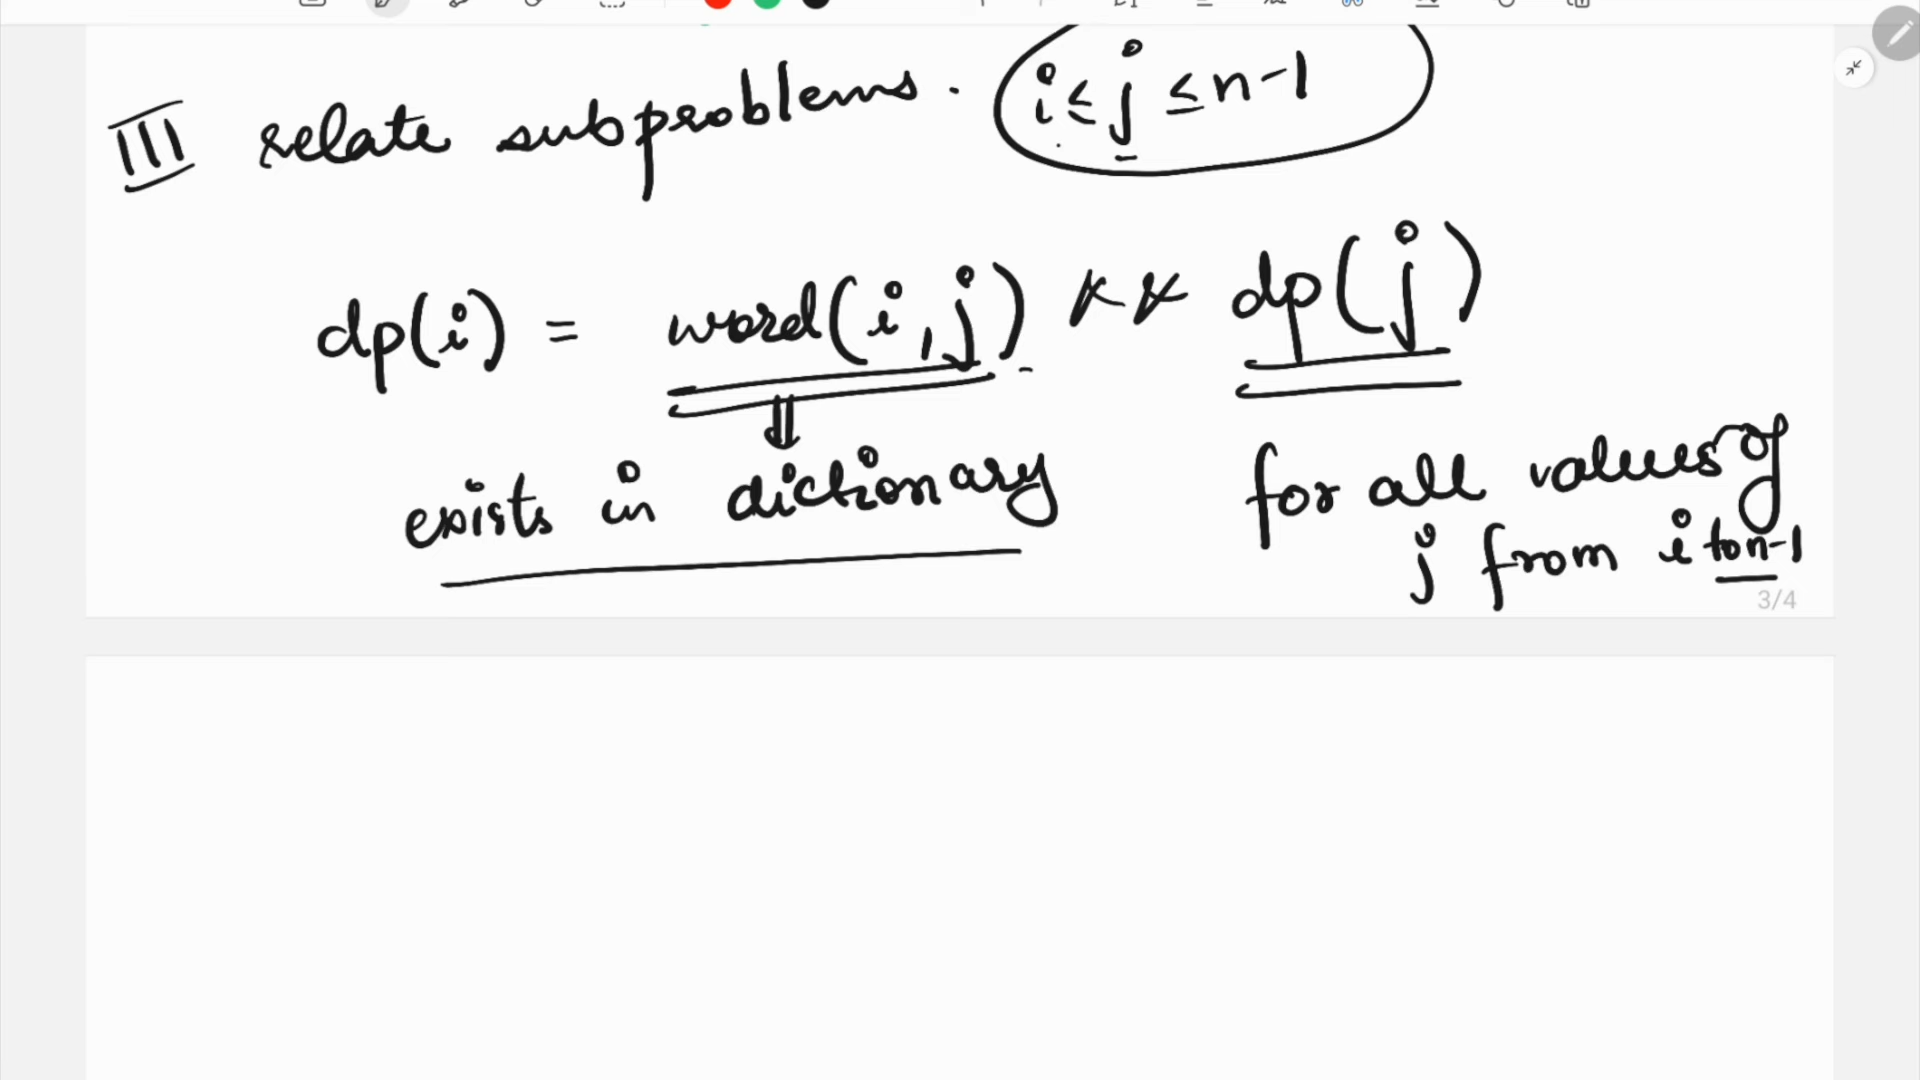 III relate subproblems. i ≤ j ≤ n-1
dp(i) = word(i,j) && dp(j)
exists in dictionary
for all values of
j from i to n-1
3/4